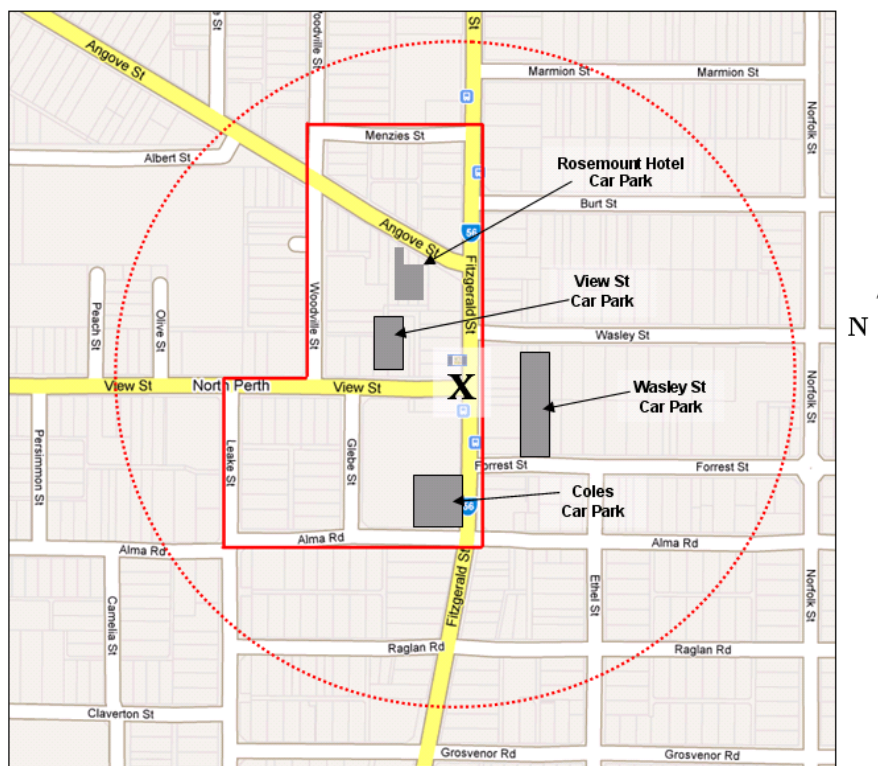 St
Woodville St
St
Angove St
Marmion St
Marmion St
Norfolk St
Menzies St
Albert St
Rosemount Hotel
Car Park
Burt St
Angove St
56
Fitzgerald St
View St
Car Park
Woodville St
Peach St
Olive St
N
Wasley St
View St
North Perth
View St
X
Wasley St
Car Park
Norfolk St
Persimmon St
Leake St
Glebe St
Forrest St
Forrest St
Coles
Car Park
56
Alma Rd
Alma Rd
Alma Rd
Fitzgerald St
Camelia St
Ethel St
Norfolk St
Raglan Rd
Raglan Rd
Claverton St
Grosvenor Rd
Grosvenor Rd